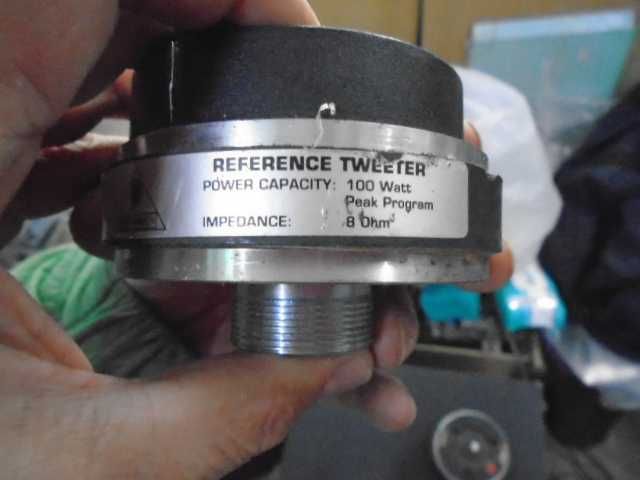 REFERENCE TWEETER
POWER CAPACITY: 100 Watt
Peak Program
IMPEDANCE: 8 Ohm